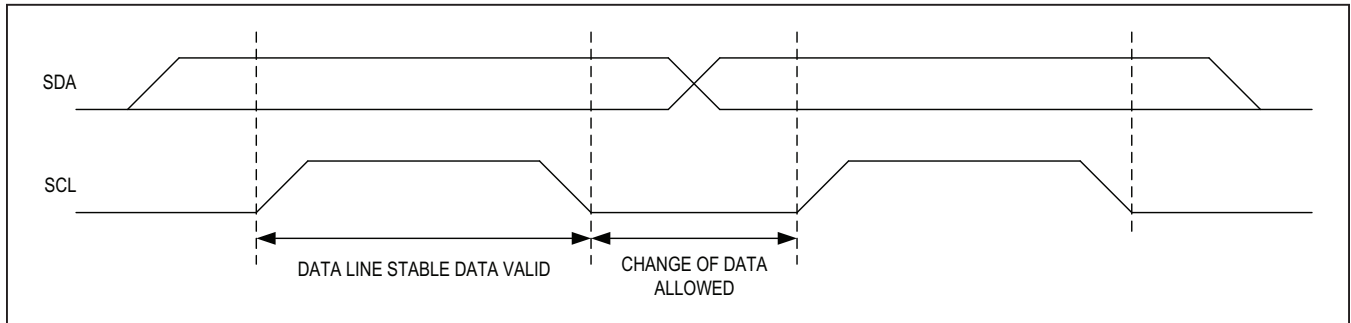 SDA
SCL
DATA LINE STABLE DATA VALID
CHANGE OF DATA
ALLOWED